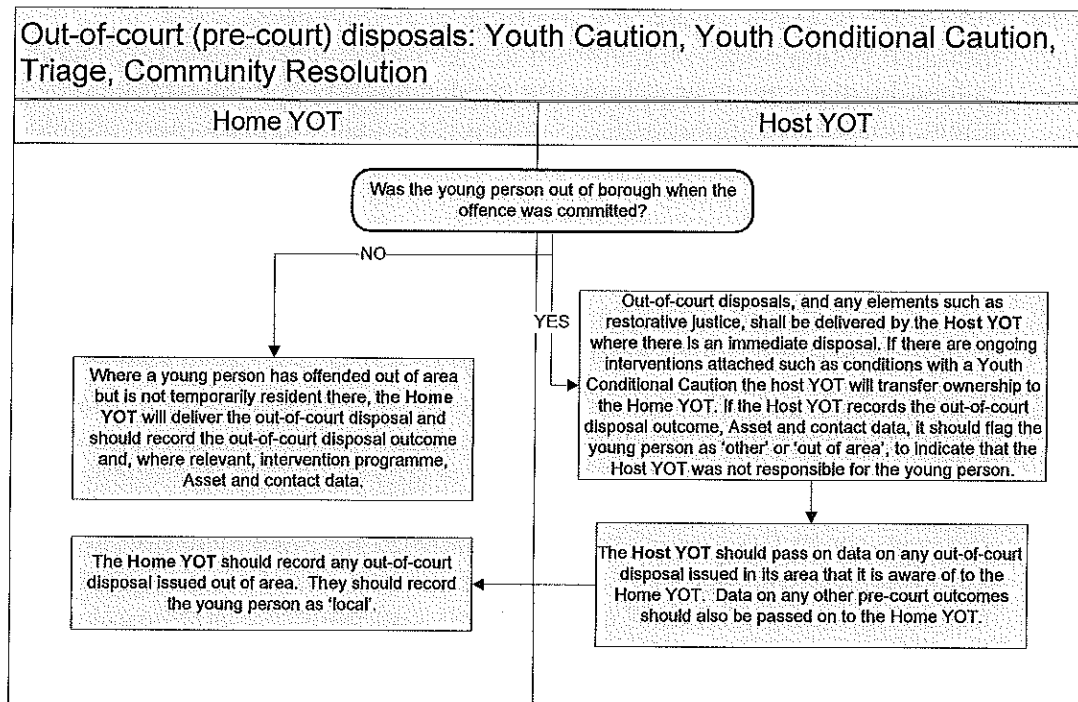 Out-of-court (pre-court) disposals: Youth Caution, Youth Conditional Caution,
Triage, Community Resolution
Home YOT
Host YOT
Was the young person out of borough when the
offence was committed?
NO
YES
Where a young person has offended out of area
but is not temporarily resident there, the Home
YOT will deliver the out-of-court disposal and
should record the out-of-court disposal outcome
and, where relevant, intervention programme,
Asset and contact data.
Out-of-court disposals, and any elements such as
restorative justice, shall be delivered by the Host YOT
where there is an immediate disposal. If there are ongoing
interventions attached such as conditions with a Youth
Conditional Caution the host YOT will transfer ownership to
the Home YOT. If the Host YOT records the out-of-court
disposal outcome, Asset and contact data, it should flag the
young person as 'other' or 'out of area', to indicate that the
Host YOT was not responsible for the young person.
The Home YOT should record any out-of-court
disposal issued out of area. They should record
the young person as 'local'.
The Host YOT should pass on data on any out-of-court
disposal issued in its area that it is aware of to the
Home YOT. Data on any other pre-court outcomes
should also be passed on to the Home YOT.